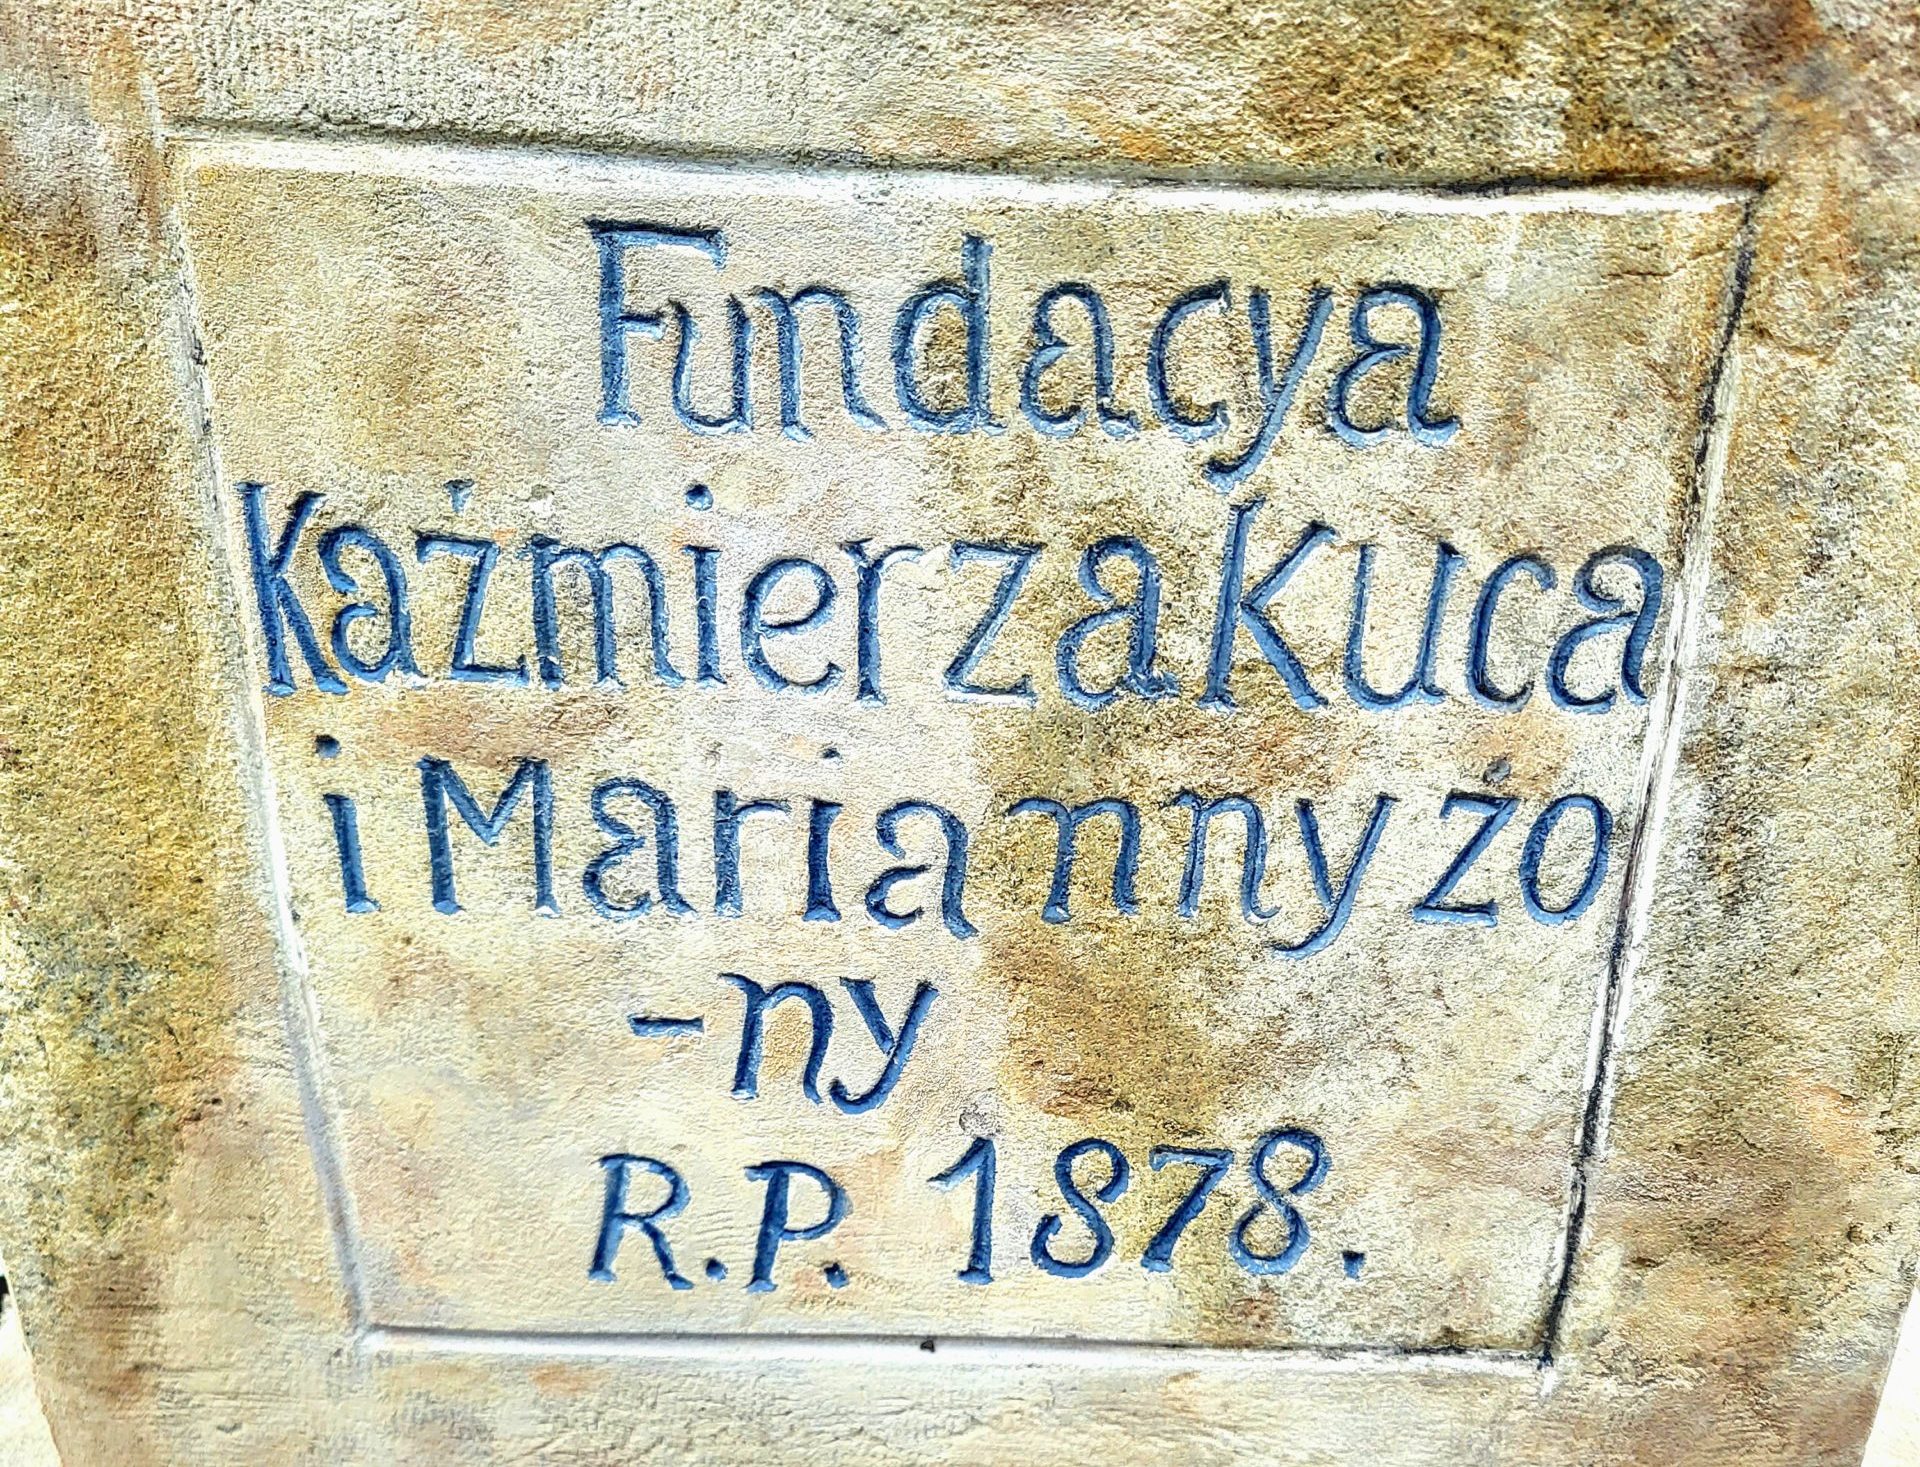 Fundacya
Kaźmierza Kuca
i Marianny żo
-ny
R.P. 1878.